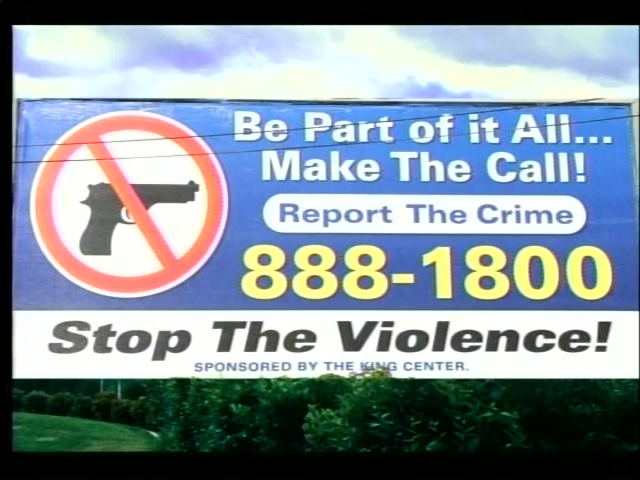 Be Part of it All...
Make The Call!
Report The Crime
888-1800
Stop The Violence!
SPONSORED BY THE KING CENTER.